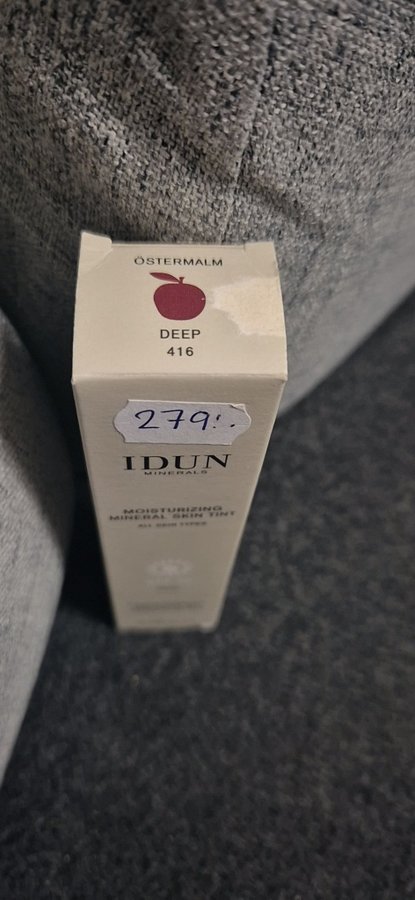 ÖSTERMALM
DEEP
416
279:-
IDUN
MINERALS
MOISTURIZING
MINERAL SKIN TINT
ALL SKIN TYPES